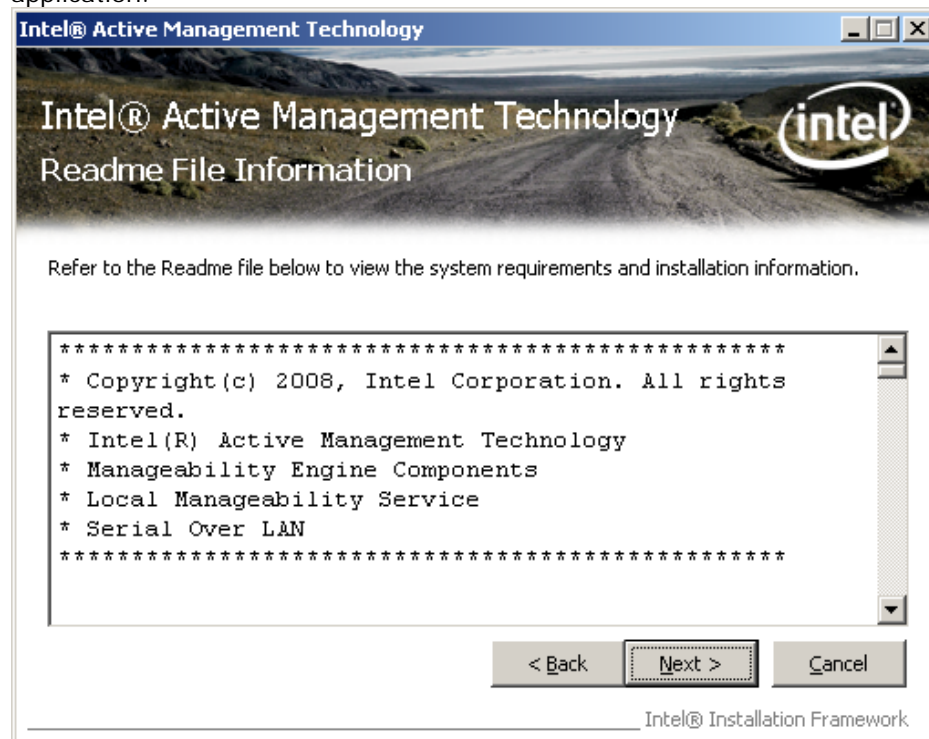 application.
Intel® Active Management Technology
Intel® Active Management Technology
intel
Readme File Information
Refer to the Readme file below to view the system requirements and installation information.
****************************************************
* Copyright(c) 2008, Intel Corporation. All rights
reserved.
* Intel(R) Active Management Technology
* Manageability Engine Components
* Local Manageability Service
* Serial Over LAN
****************************************************
< Back
Next >
Cancel
Intel® Installation Framework